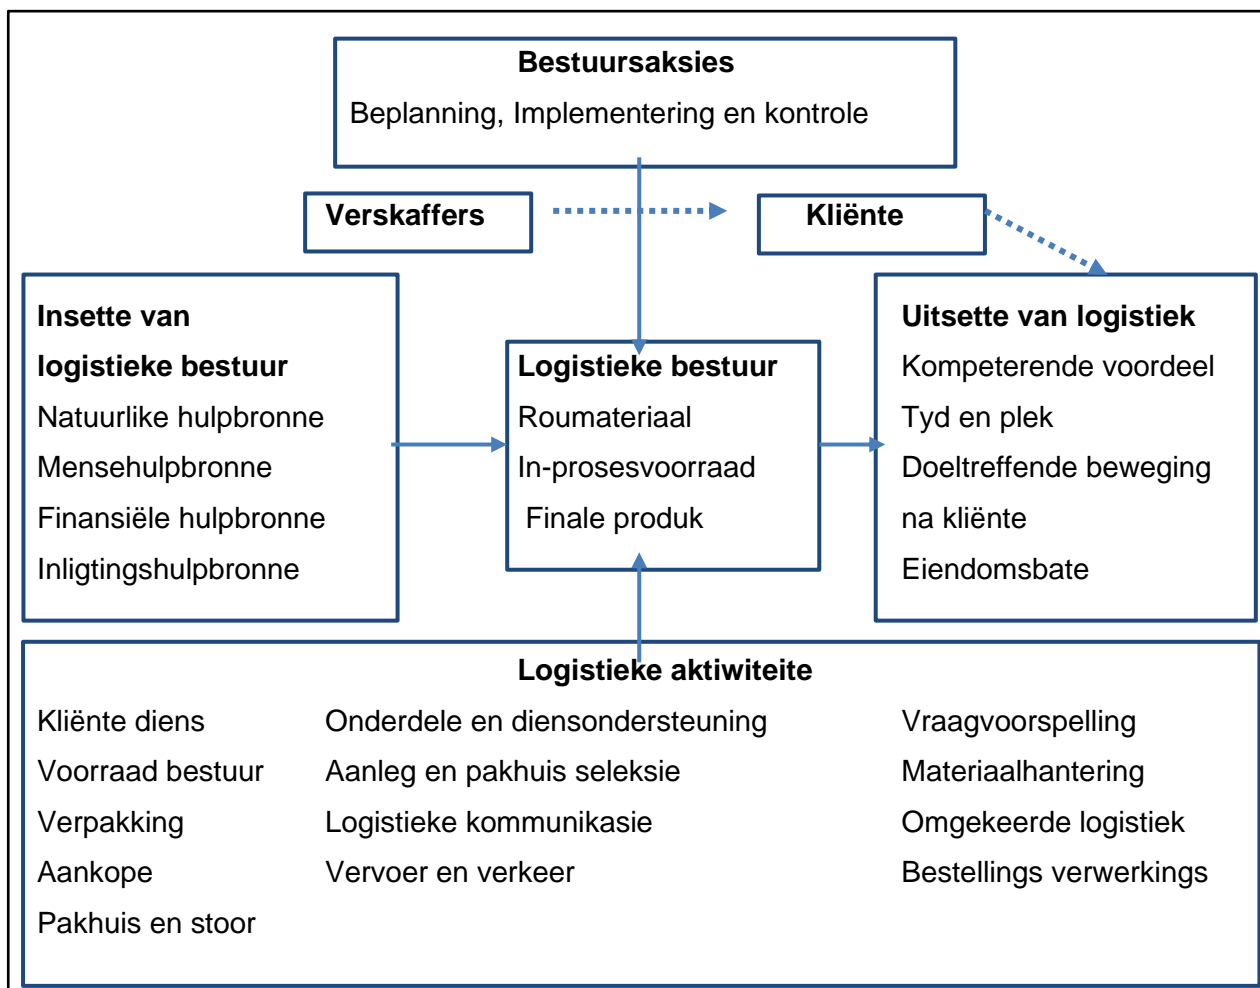 Bestuursaksies
Beplanning, Implementering en kontrole
Verskaffers
Kliënte
Insette van
logistieke bestuur
Natuurlike hulpbronne
Mensehulpbronne
Finansiële hulpbronne
Inligtingshulpbronne
Logistieke bestuur
Roumateriaal
In-prosesvoorraad
Finale produk
Uitsette van logistiek
Kompeterende voordeel
Tyd en plek
Doeltreffende beweging
na kliënte
Eiendomsbate
Logistieke aktiwiteite
Kliënte diens
Voorraad bestuur
Verpakking
Aankope
Pakhuis en stoor
Onderdele en diensondersteuning
Aanleg en pakhuis seleksie
Logistieke kommunikasie
Vervoer en verkeer
Vraagvoorspelling
Materiaalhantering
Omgekeerde logistiek
Bestellings verwerkings